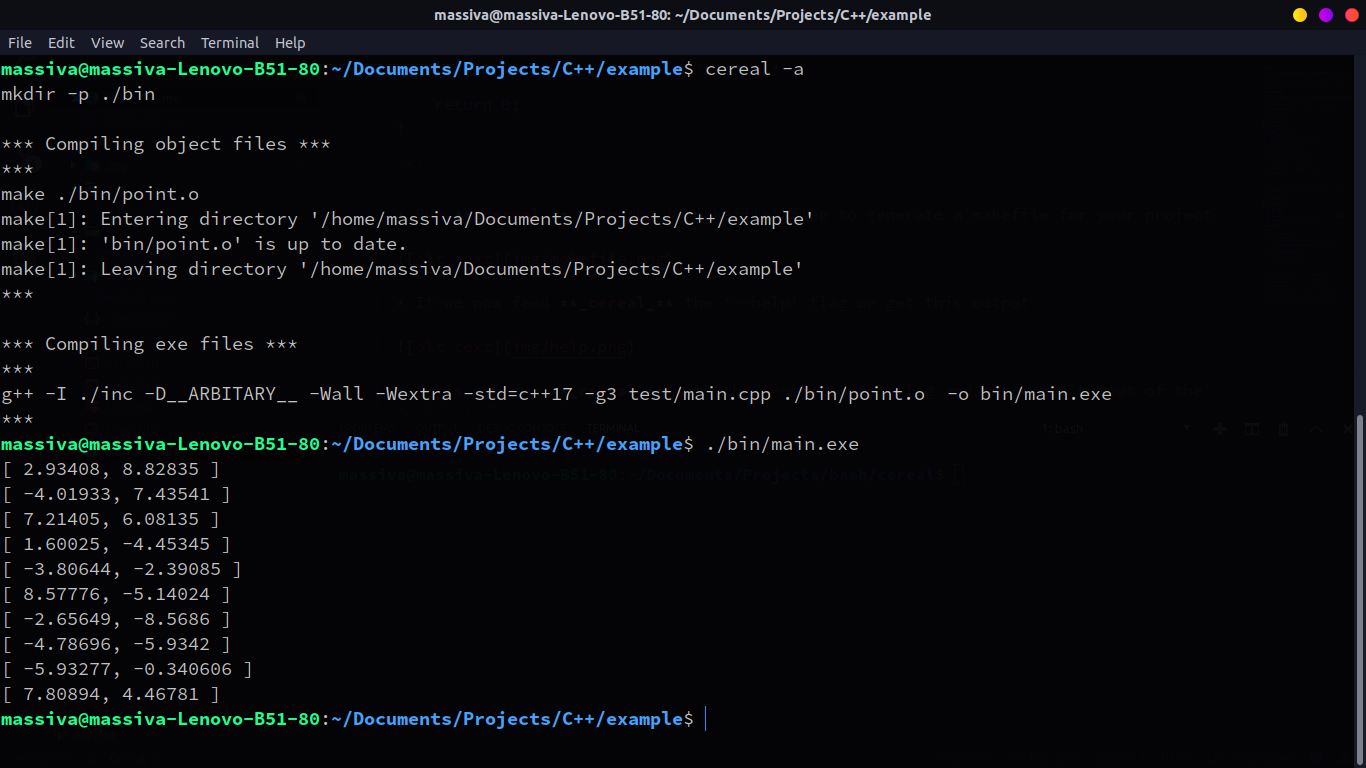 massiva@massiva-Lenovo-B51-80: ~/Documents/Projects/C++/example
File Edit View Search Terminal Help
massiva@massiva-Lenovo-B51-80:~/Documents/Projects/C++/example$ cereal -a
mkdir -p ./bin
*** Compiling object files ***
***
make ./bin/point.o
make[1]: Entering directory '/home/massiva/Documents/Projects/C++/example'
make[1]: 'bin/point.o' is up to date.
make[1]: Leaving directory '/home/massiva/Documents/Projects/C++/example'
***
*** Compiling exe files ***
***
g++ -I ./inc -D__ARBITARY__ -Wall -Wextra -std=c++17 -g3 test/main.cpp ./bin/point.o  -o bin/main.exe
***
massiva@massiva-Lenovo-B51-80:~/Documents/Projects/C++/example$ ./bin/main.exe
[ 2.93408, 8.82835 ]
[ -4.01933, 7.43541 ]
[ 7.21405, 6.08135 ]
[ 1.60025, -4.45345 ]
[ -3.80644, -2.39085 ]
[ 8.57776, -5.14024 ]
[ -2.65649, -8.5686 ]
[ -4.78696, -5.9342 ]
[ -5.93277, -0.340606 ]
[ 7.80894, 4.46781 ]
massiva@massiva-Lenovo-B51-80:~/Documents/Projects/C++/example$